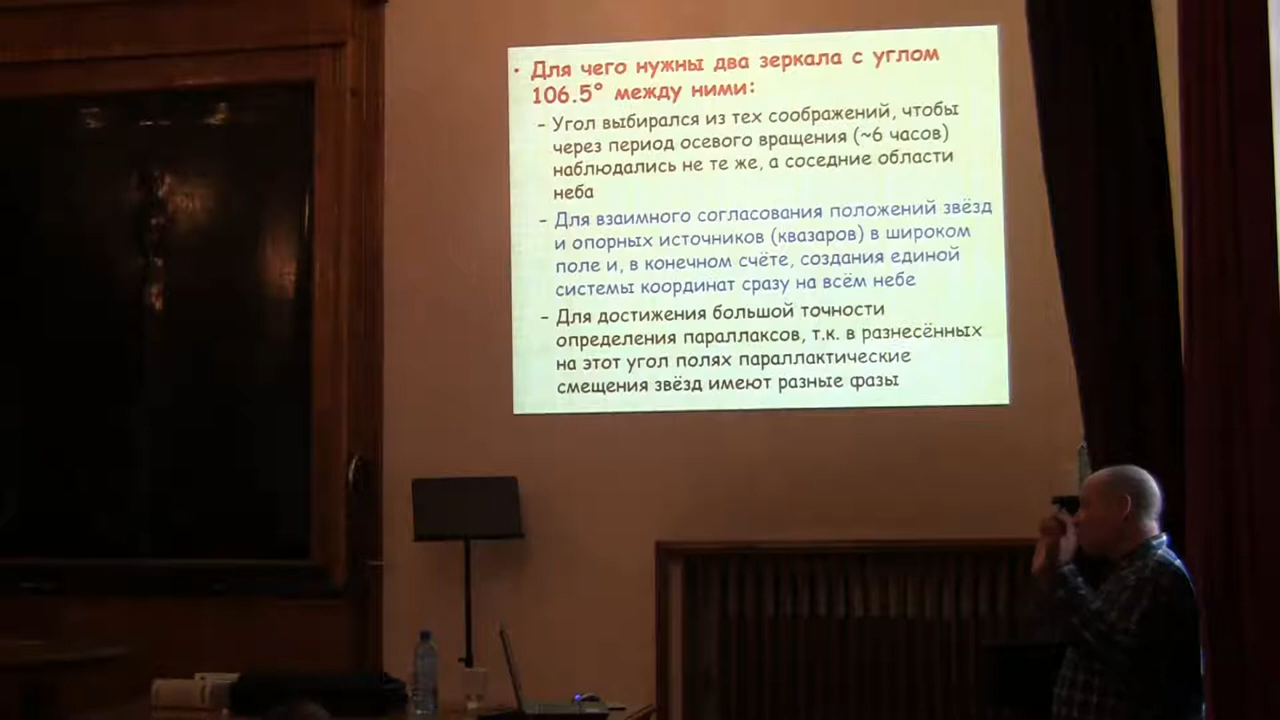 • Для чего нужны два зеркала с углом
106.5° между ними:
– Угол выбирался из тех соображений, чтобы
через период осевого вращения (~6 часов)
наблюдались не те же, а соседние области
неба
– Для взаимного согласования положений звёзд
и опорных источников (квазаров) в широком
поле и, в конечном счёте, создания единой
системы координат сразу на всём небе
– Для достижения большой точности
определения параллаксов, т.к. в разнесённых
на этот угол полях параллактические
смещения звёзд имеют разные фазы